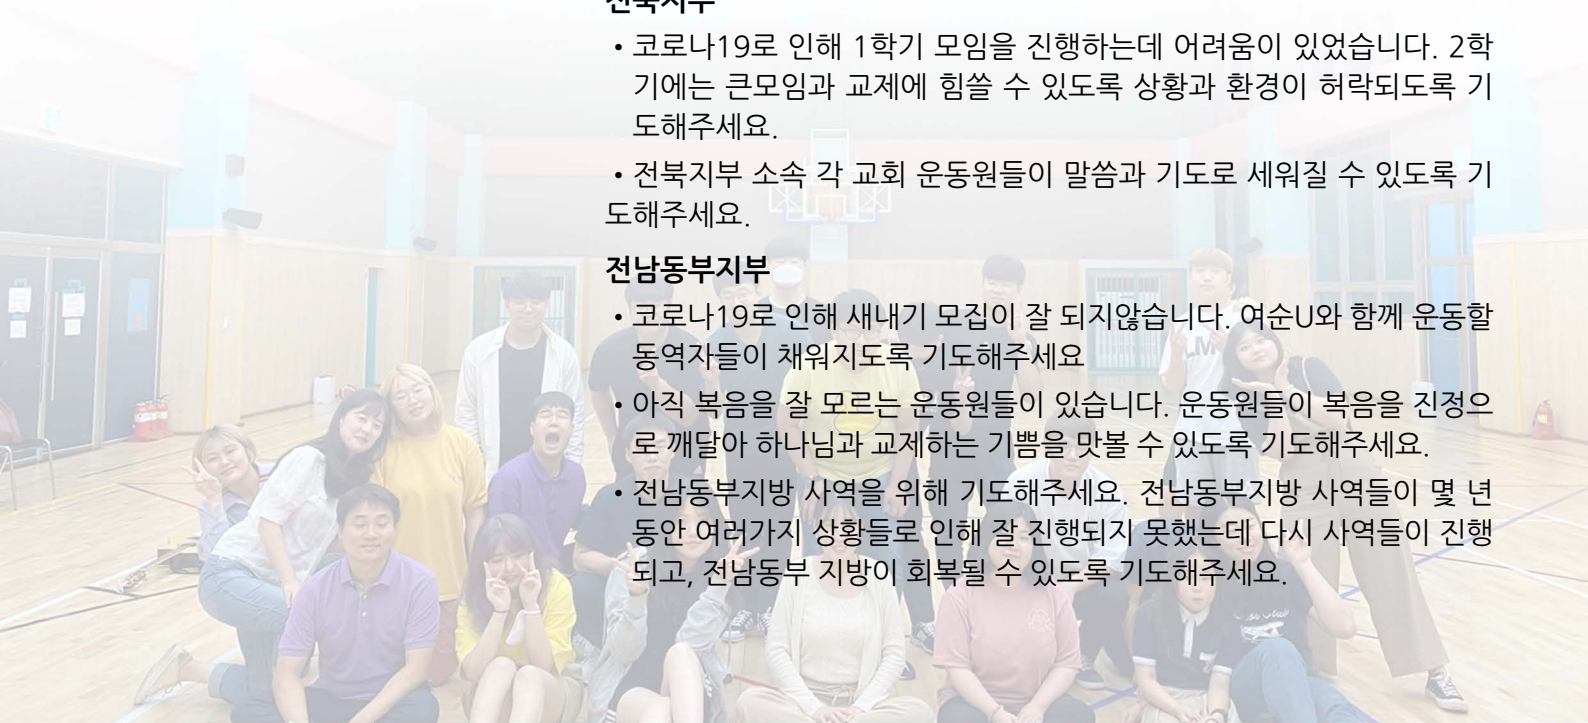 전북지부
• 코로나19로 인해 1학기 모임을 진행하는데 어려움이 있었습니다. 2학
기에는 큰모임과 교제에 힘쓸 수 있도록 상황과 환경이 허락되도록 기
도해주세요.
• 전북지부 소속 각 교회 운동원들이 말씀과 기도로 세워질 수 있도록 기
도해주세요.
전남동부지부
• 코로나19로 인해 새내기 모집이 잘 되지않습니다. 여순U와 함께 운동할
동역자들이 채워지도록 기도해주세요
• 아직 복음을 잘 모르는 운동원들이 있습니다. 운동원들이 복음을 진정으
로 깨달아 하나님과 교제하는 기쁨을 맛볼 수 있도록 기도해주세요.
• 전남동부지방 사역을 위해 기도해주세요. 전남동부지방 사역들이 몇 년
동안 여러가지 상황들로 인해 잘 진행되지 못했는데 다시 사역들이 진행
되고, 전남동부 지방이 회복될 수 있도록 기도해주세요.